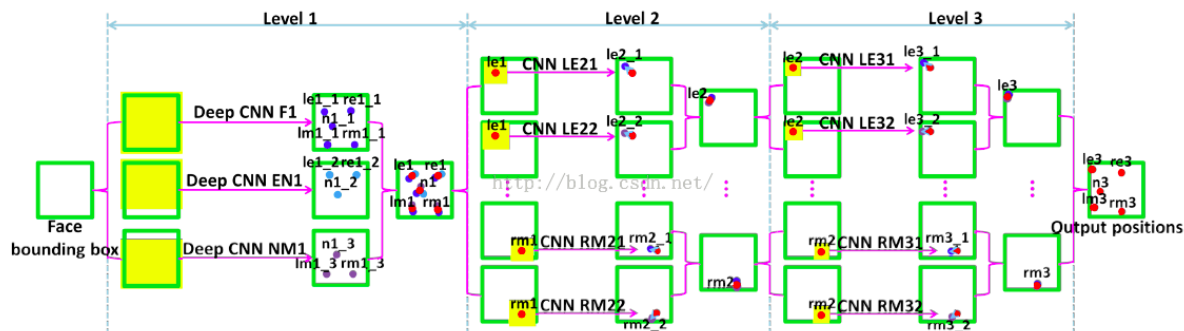 Level 1
Level 2
Level 3
Face
bounding box
Deep CNN F1
le1_1 re1_1
n1_1
lm1_1 rm1_1
Deep CNN EN1
le1_2 re1_2
n1_2
Deep CNN NM1
n1_3
lm1_3 rm1_3
le1 re1
n1
lm1 rm1
le1
CNN LE21
le2_1
le1
CNN LE22
le2_2
le2
rm1
CNN RM21
rm2_1
rm1
CNN RM22
rm2_2
rm2
le2
CNN LE31
le3_1
le2
CNN LE32
le3_2
le3
rm2
CNN RM31
rm3_1
rm2
CNN RM32
rm3_2
rm3
le3 re3
n3
lm3
rm3
Output positions
http://blog.csdn.net/